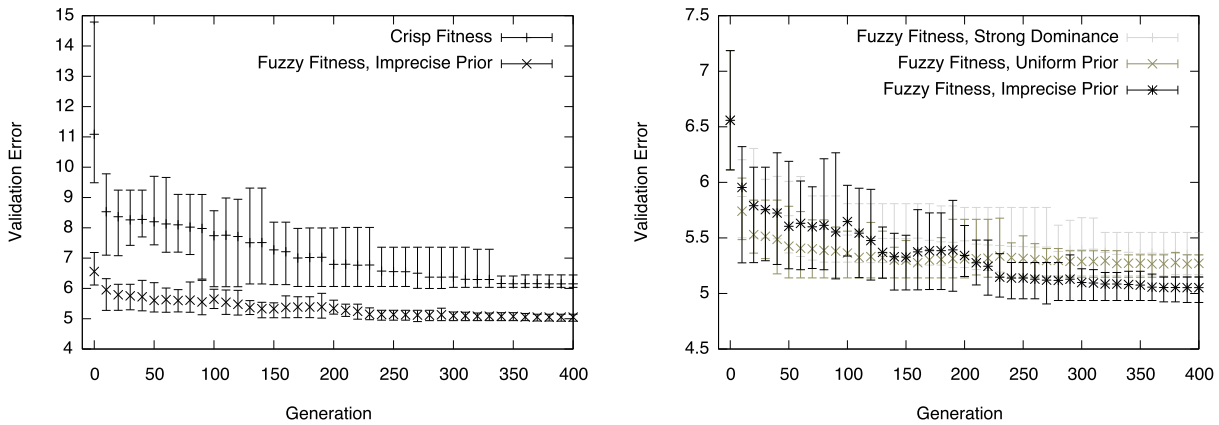 15
14
13
12
11
10
9
8
7
6
5
4
Validation Error
Crisp Fitness
Fuzzy Fitness, Imprecise Prior
0 50 100 150 200 250 300 350 400
Generation
7.5
7
6.5
6
5.5
5
4.5
Validation Error
Fuzzy Fitness, Strong Dominance
Fuzzy Fitness, Uniform Prior
Fuzzy Fitness, Imprecise Prior
0 50 100 150 200 250 300 350 400
Generation